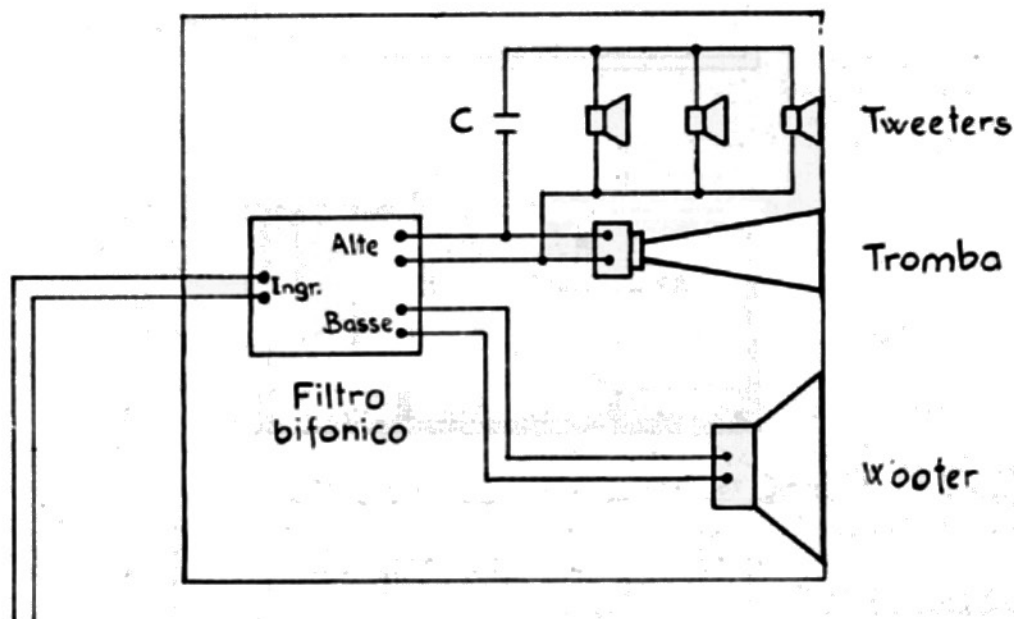 C
Tweeters
Alte
Ingr.
Basse
Tromba
Filtro
bifonico
Wooter